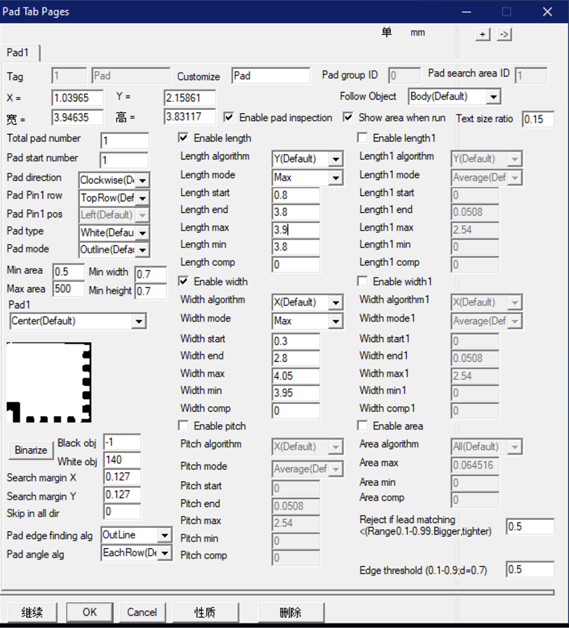 Pad Tab Pages
单 mm + ->
Pad1
Tag 1 Pad Customize Pad Pad group ID 0 Pad search area ID 1
X = 1.03965 Y = 2.15861 Follow Object Body(Default)
宽 = 3.94635 高 = 3.83117 Enable pad inspection Show area when run Text size ratio 0.15
Total pad number 1 Enable length Enable length1
Pad start number 1 Length algorithm Y(Default) Length1 algorithm Y(Default)
Pad direction Clockwise(De Length mode Max Length1 mode Average(Def
Pad Pin1 row TopRow(Def Length start 0.8 Length1 start 0
Pad Pin1 pos Left(Default) Length end 3.8 Length1 end 0.0508
Pad type White(Defau Length max 3.9 Length1 max 2.54
Pad mode Outline(Defau Length min 3.8 Length1 min 0
Min area 0.5 Min width 0.7 Length comp 0 Length1 comp 0
Max area 500 Min height 0.7 Enable width Enable width1
Pad1 Width algorithm X(Default) Width algorithm1 X(Default)
Center(Default) Width mode Max Width mode1 Average(Def
Width start 0.3 Width start1 0
Width end 2.8 Width end1 0.0508
Width max 4.05 Width max1 2.54
Width min 3.95 Width min1 0
Width comp 0 Width comp1 0
Enable pitch Enable area
Binarize Black obj -1 Pitch algorithm X(Default) Area algorithm All(Default)
White obj 140 Pitch mode Average(Def Area max 0.064516
Search margin X 0.127 Pitch start 0 Area min 0
Search margin Y 0.127 Pitch end 0.0508 Area comp 0
Skip in all dir 0 Pitch max 2.54 Reject if lead matching
<(Range0.1-0.99.Bigger,tighter) 0.5
Pad edge finding alg OutLine Pitch min 0
Pad angle alg EachRow(De Pitch comp 0 Edge threshold (0.1-0.9;d=0.7) 0.5
继续 OK Cancel 性质 删除